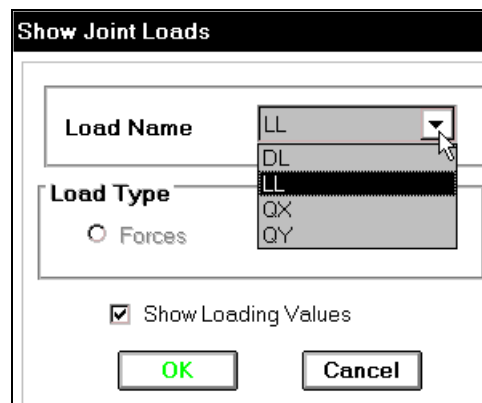 Show Joint Loads
Load Name LL
DL
LL
Load Type
QX
Forces QY
Show Loading Values
OK Cancel